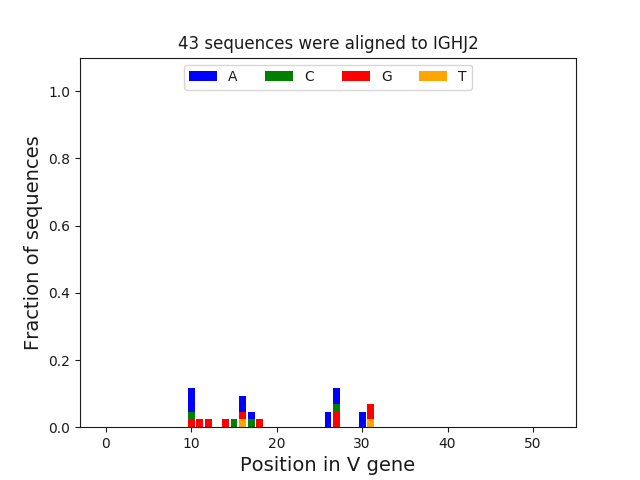 43 sequences were aligned to IGHJ2
A C G T
1.0
0.8
0.6
0.4
0.2
0.0
Fraction of sequences
0 10 20 30 40 50
Position in V gene